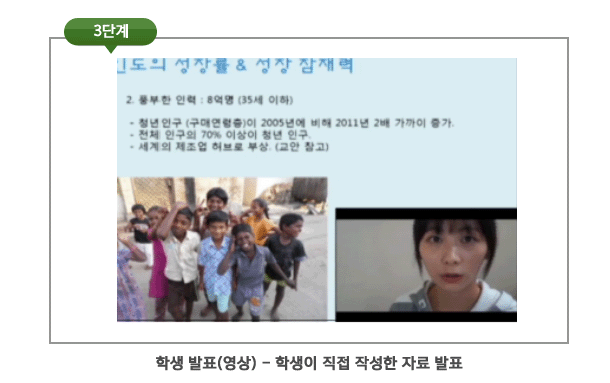 3단계
인도의 성장률 & 성장 잠재력
2. 풍부한 인력 : 8억명 (35세 이하)
- 청년인구 (구매연령층)이 2005년에 비해 2011년 2배 가까이 증가.
- 전체 인구의 70% 이상이 청년 인구.
- 세계의 제조업 허브로 부상. (교안 참고)
학생 발표(영상) - 학생이 직접 작성한 자료 발표